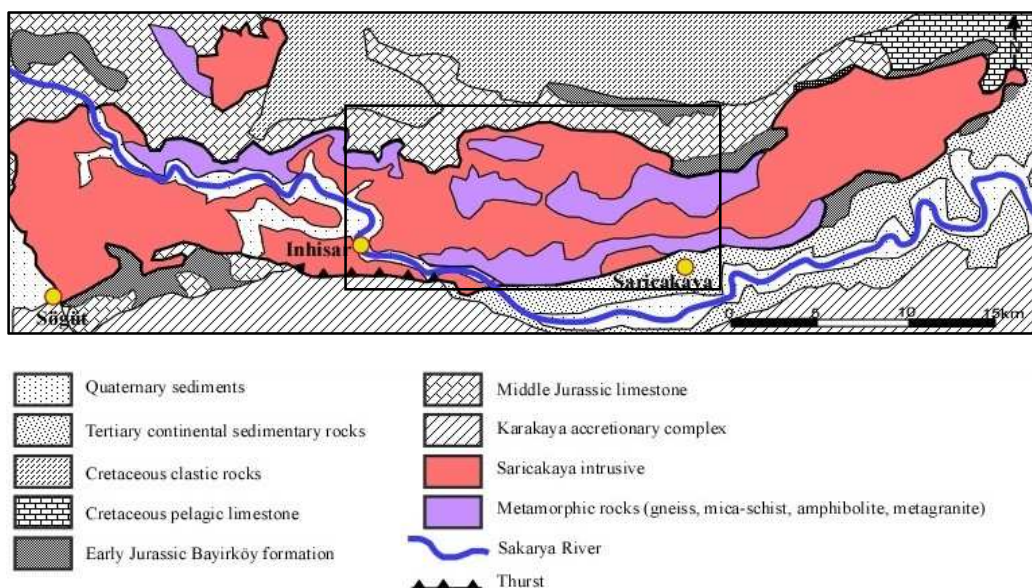 N
Inhisar
Saricakaya
Sögüt
0 5 10 15km
Quaternary sediments
Tertiary continental sedimentary rocks
Cretaceous clastic rocks
Cretaceous pelagic limestone
Early Jurassic Bayirköy formation
Middle Jurassic limestone
Karakaya accretionary complex
Saricakaya intrusive
Metamorphic rocks (gneiss, mica-schist, amphibolite, metagranite)
Sakarya River
Thurst